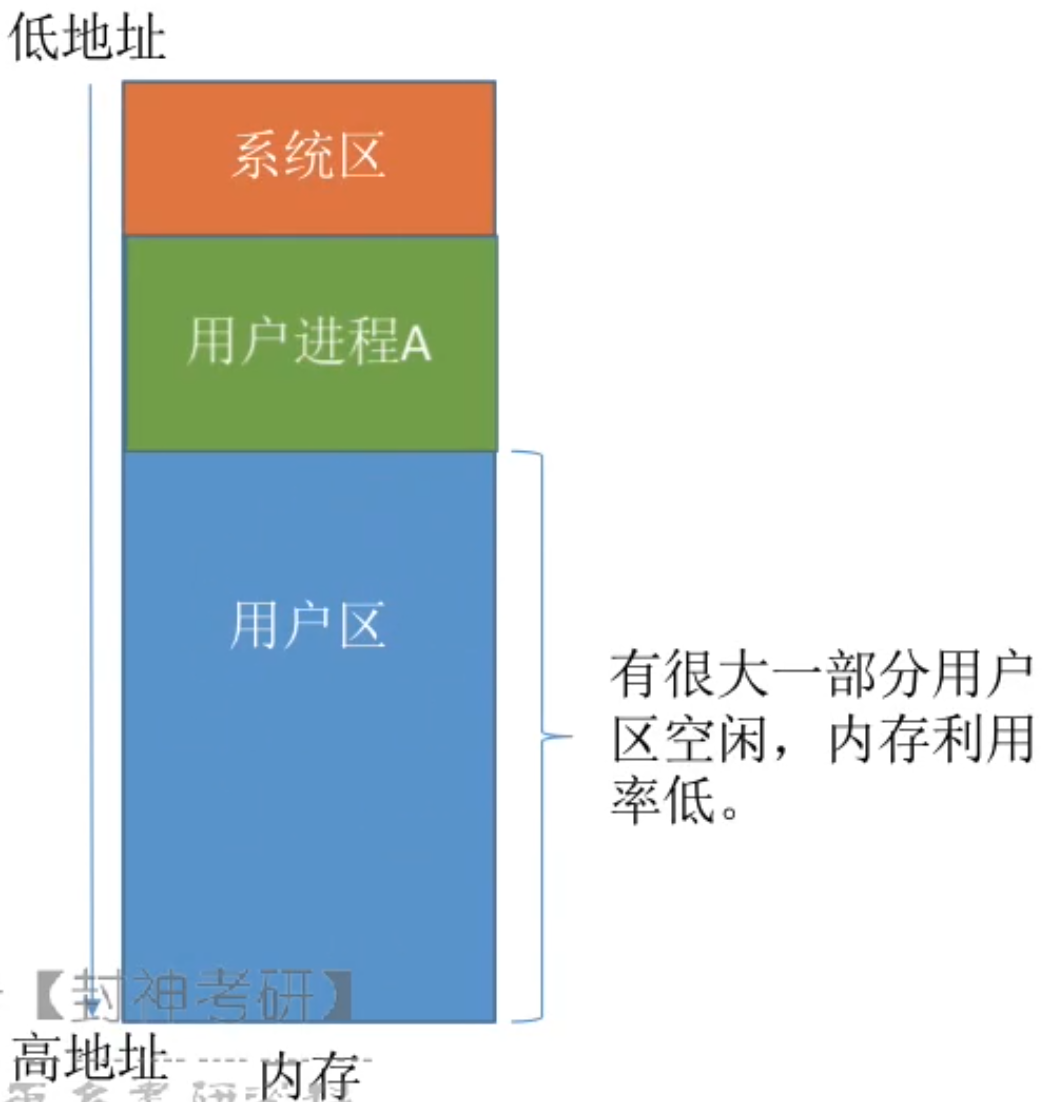 低地址
系统区
用户进程A
用户区
有很大一部分用户
区空闲，内存利用
率低。
【封神考研】
高地址
内存